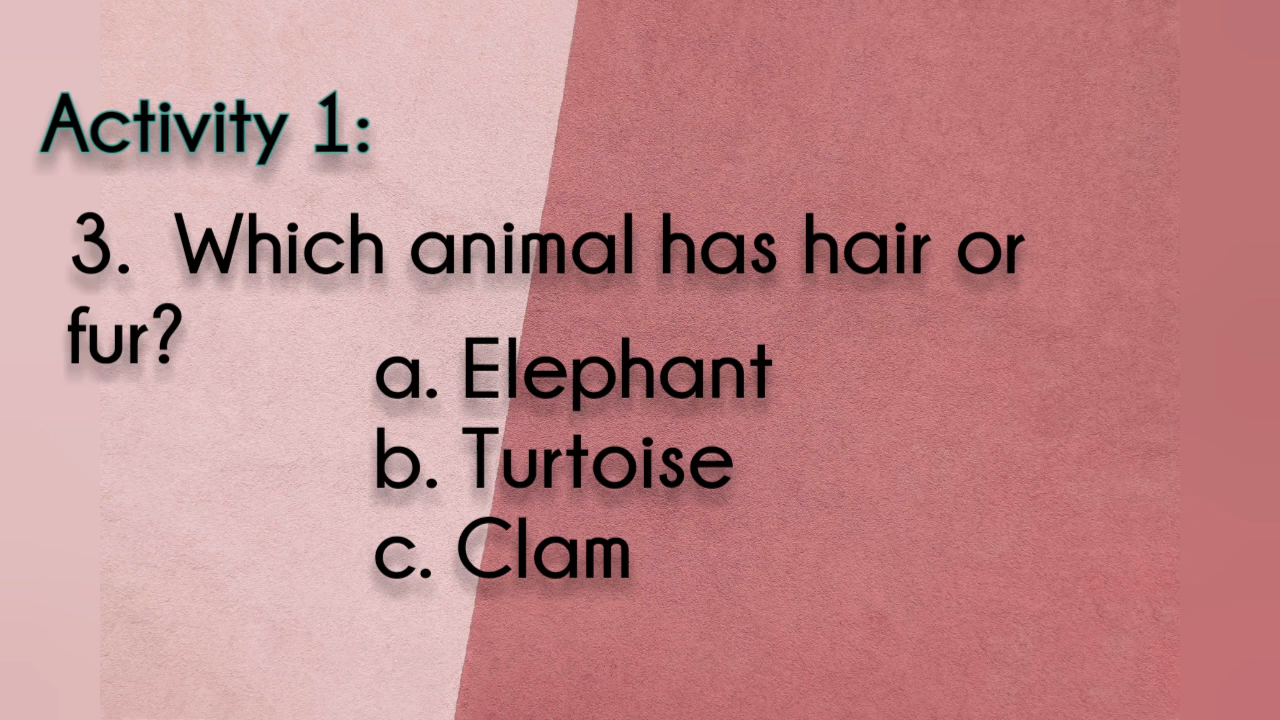 Activity 1:
3. Which animal has hair or
fur?
a. Elephant
b. Turtoise
c. Clam